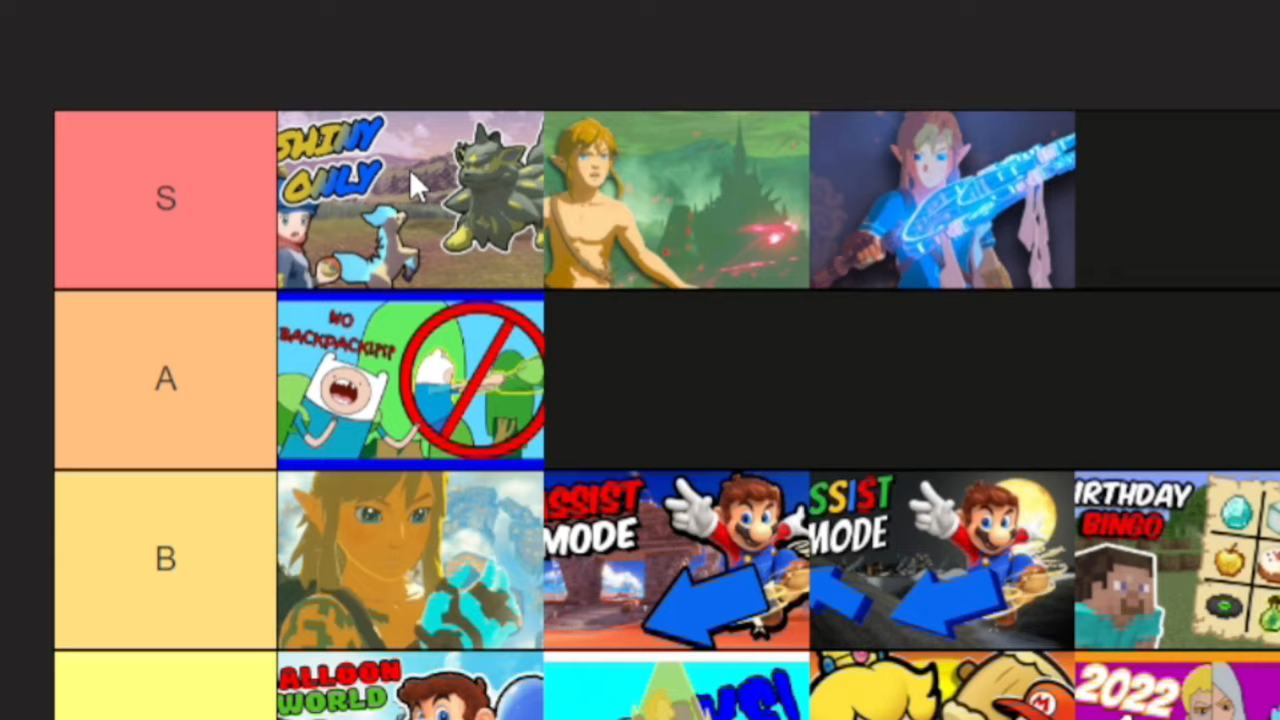 S
SHINY
ONLY
A
NO
BACKPACK!?!?
B
SSIST
MODE
SSIST
MODE
IRTHDAY
BINGO
ALLOON
WORLD
2022